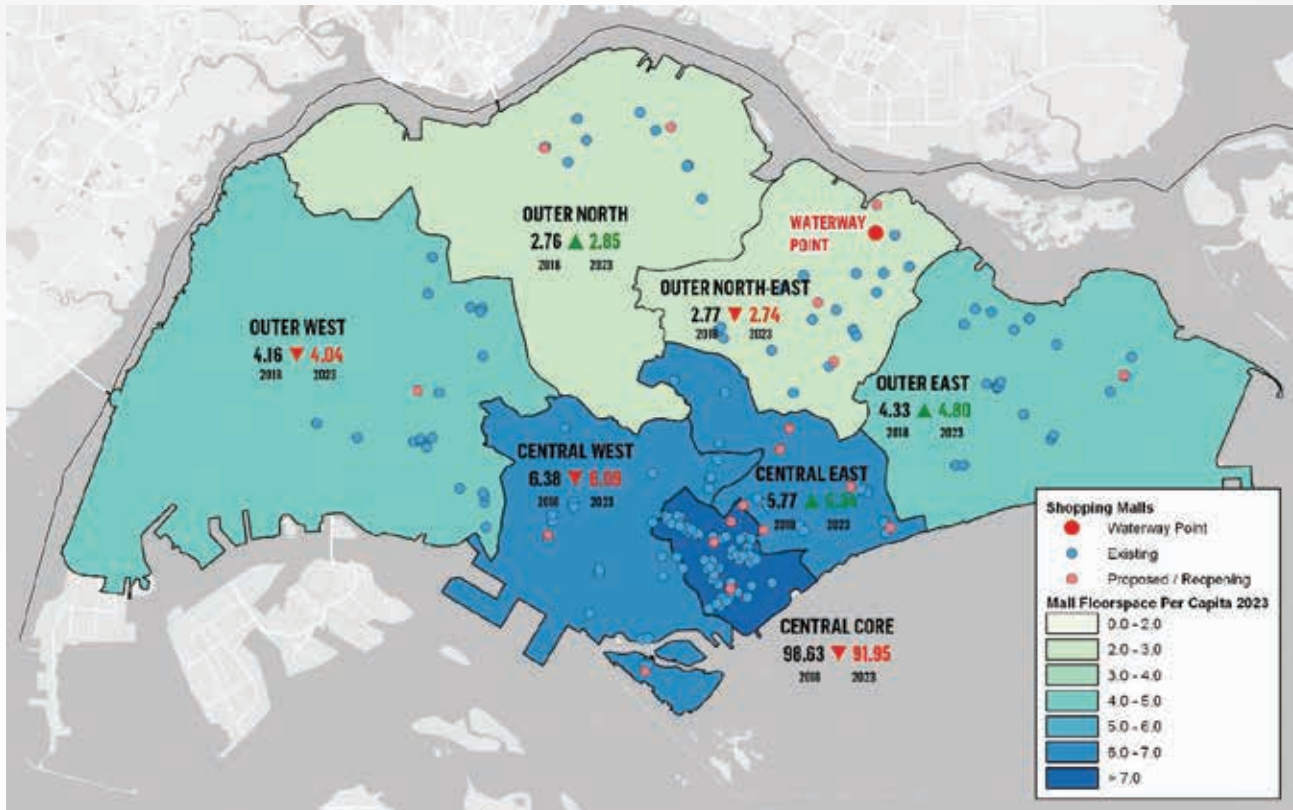 OUTER NORTH
2.76 ▲ 2.85
2018 2023
WATERWAY
POINT
OUTER NORTH-EAST
2.77 ▼ 2.74
2018 2023
OUTER WEST
4.16 ▼ 4.04
2018 2023
OUTER EAST
4.33 ▲ 4.80
2018 2023
CENTRAL WEST
6.38 ▼ 6.09
2018 2023
CENTRAL EAST
5.77 ▲
2018 2023
CENTRAL CORE
98.63 ▼ 91.95
2018 2023
Shopping Malls
Waterway Point
Existing
Proposed / Reopening
Mall Floorspace Per Capita 2023
0.0 - 2.0
2.0 - 3.0
3.0 - 4.0
4.0 - 5.0
5.0 - 6.0
6.0 - 7.0
> 7.0